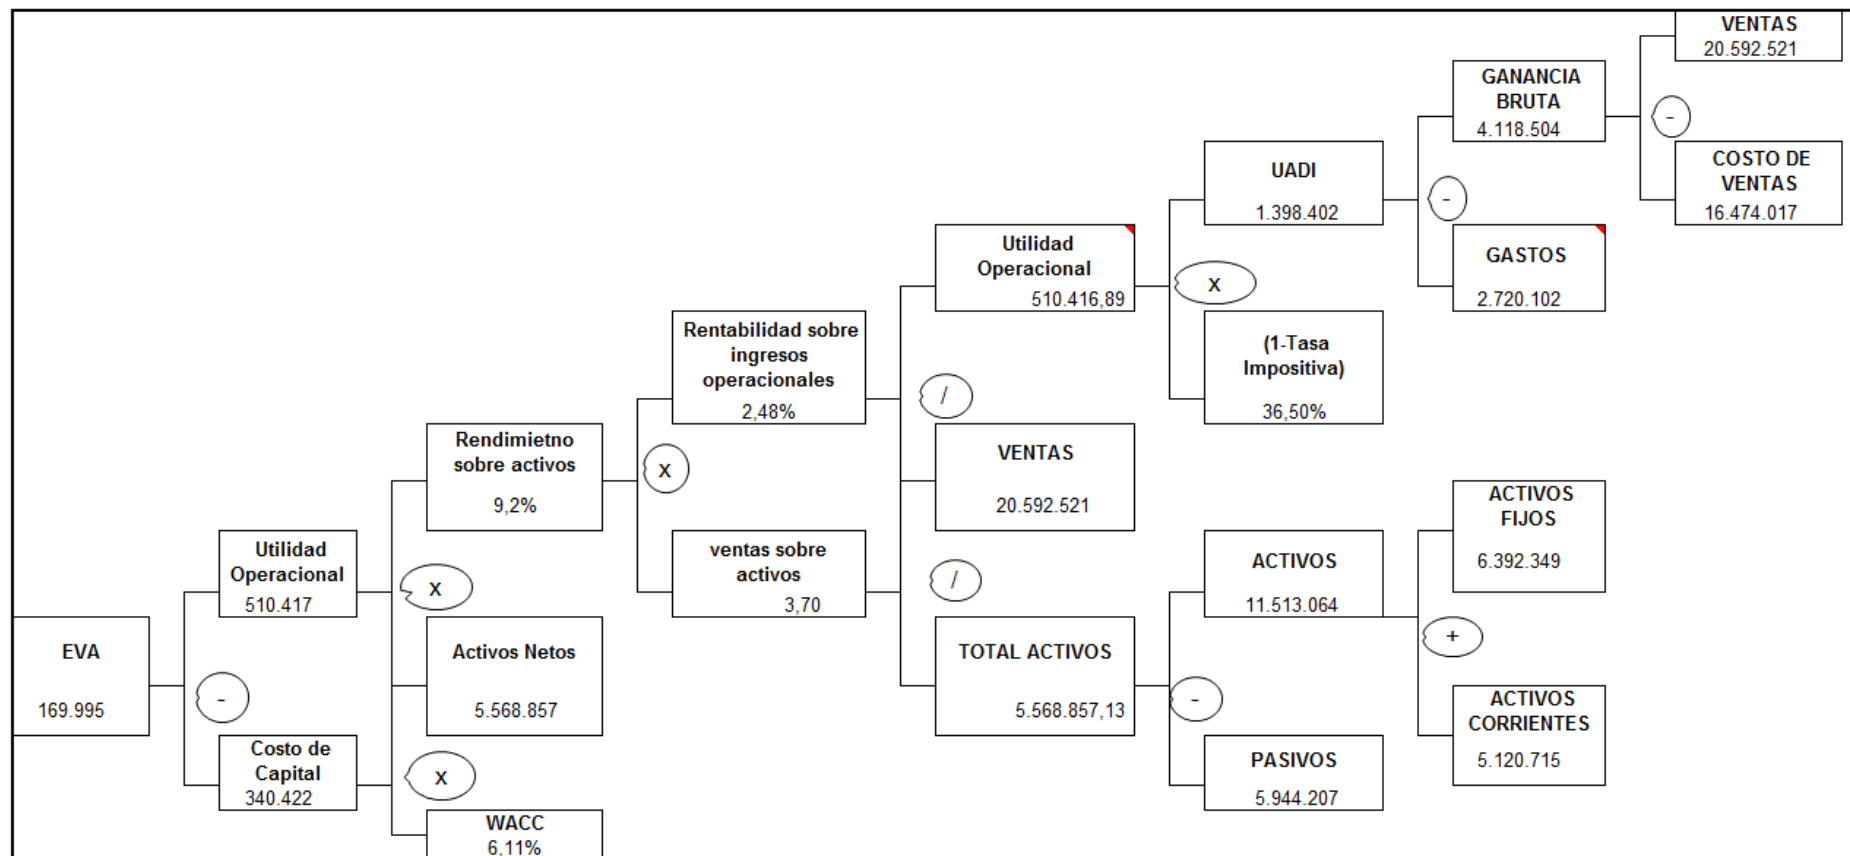 VENTAS
20.592.521
GANANCIA
BRUTA
4.118.504
-
COSTO DE
VENTAS
16.474.017
UADI
1.398.402
-
GASTOS
2.720.102
Utilidad
Operacional
510.416,89
x
(1-Tasa
Impositiva)
36,50%
Rentabilidad sobre
ingresos
operacionales
2,48%
/
VENTAS
20.592.521
Rendimietno
sobre activos
9,2%
x
ventas sobre
activos
3,70
/
ACTIVOS
FIJOS
6.392.349
ACTIVOS
11.513.064
+
ACTIVOS
CORRIENTES
5.120.715
Utilidad
Operacional
510.417
x
TOTAL ACTIVOS
5.568.857,13
-
PASIVOS
5.944.207
EVA
169.995
-
Activos Netos
5.568.857
Costo de
Capital
340.422
x
WACC
6,11%